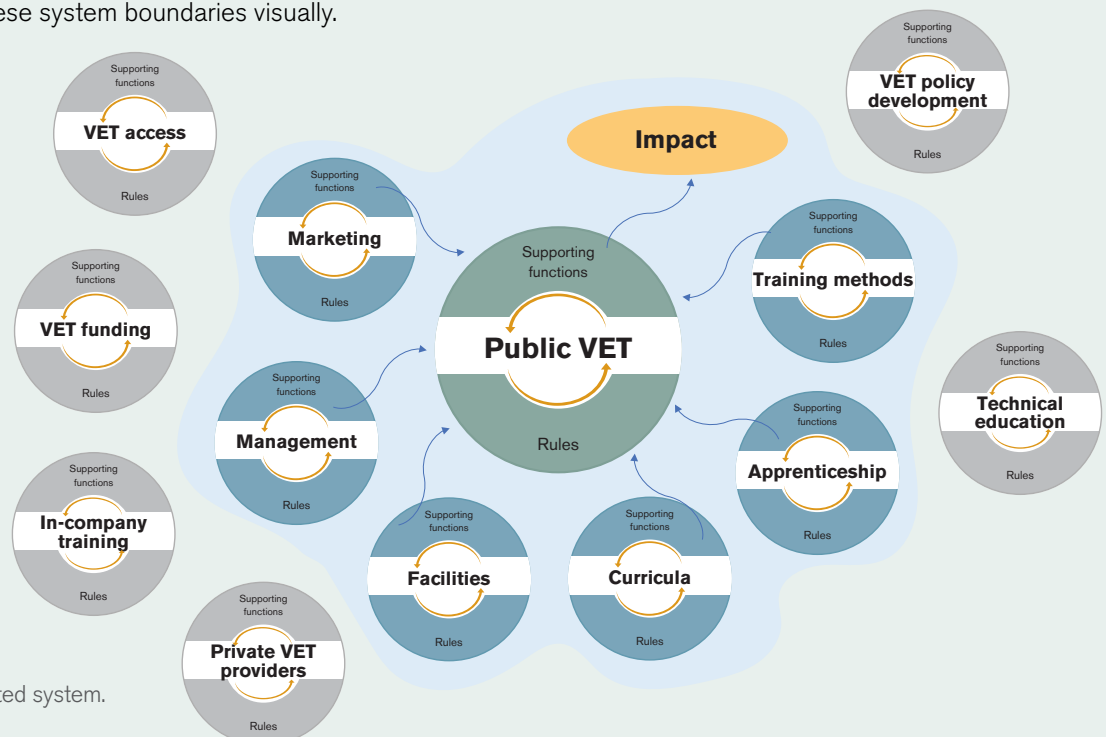 ese system boundaries visually.
Supporting
functions
VET access
Rules
Supporting
functions
VET policy
development
Rules
Impact
Supporting
functions
Marketing
Rules
Supporting
functions
Public VET
Rules
Supporting
functions
Training methods
Rules
Supporting
functions
VET funding
Rules
Supporting
functions
Management
Rules
Supporting
functions
Technical
education
Rules
Supporting
functions
Apprenticeship
Rules
Supporting
functions
In-company
training
Rules
Supporting
functions
Facilities
Rules
Supporting
functions
Curricula
Rules
Supporting
functions
Private VET
providers
Rules
ted system.